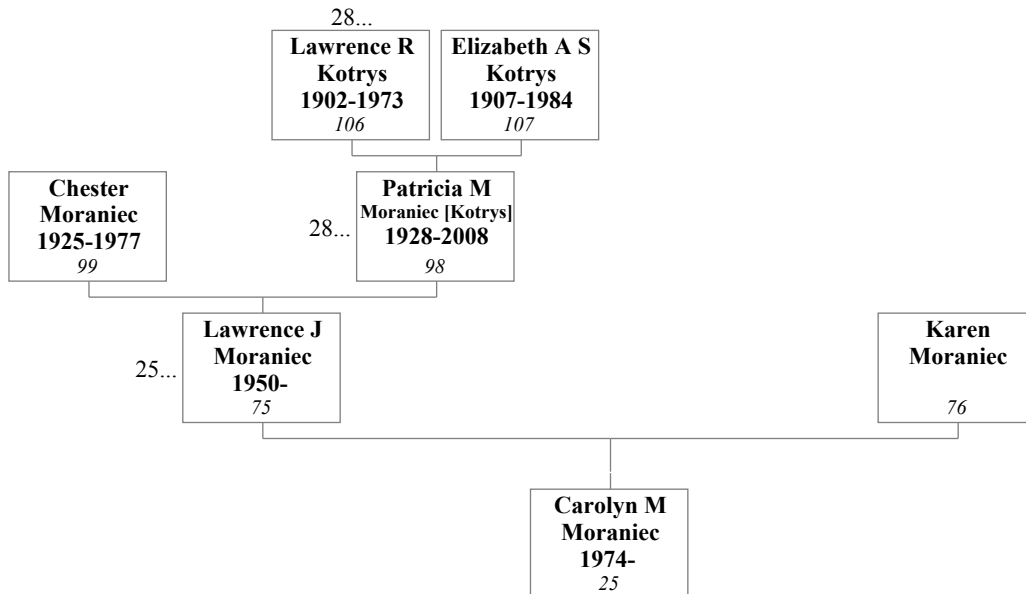 28...
Lawrence R
Kotrys
1902-1973
106
Elizabeth A S
Kotrys
1907-1984
107
Chester
Moraniec
1925-1977
99
28...
Patricia M
Moraniec [Kotrys]
1928-2008
98
25...
Lawrence J
Moraniec
1950-
75
Karen
Moraniec
76
Carolyn M
Moraniec
1974-
25